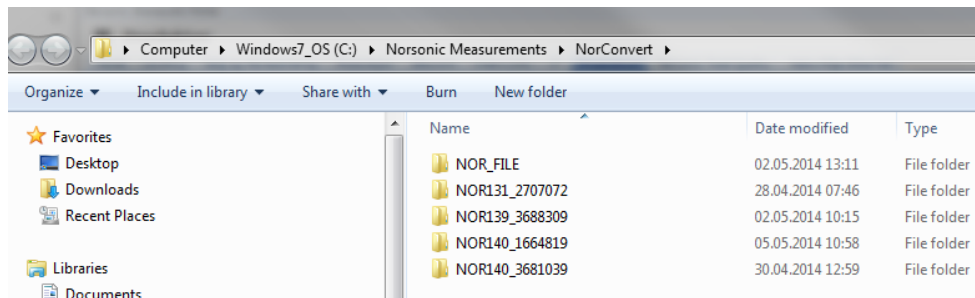 Computer Windows7_OS (C:) Norsonic Measurements NorConvert
Organize Include in library Share with Burn New folder
Favorites
Desktop
Downloads
Recent Places
Libraries
Documents
Name Date modified Type
NOR_FILE 02.05.2014 13:11 File folder
NOR131_2707072 28.04.2014 07:46 File folder
NOR139_3688309 02.05.2014 10:15 File folder
NOR140_1664819 05.05.2014 10:58 File folder
NOR140_3681039 30.04.2014 12:59 File folder